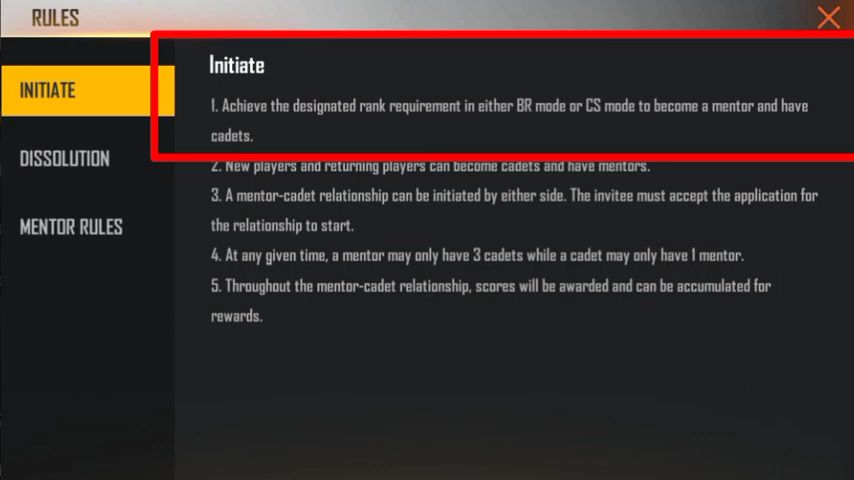 RULES
INITIATE
DISSOLUTION
MENTOR RULES
Initiate
1. Achieve the designated rank requirement in either BR mode or CS mode to become a mentor and have
cadets.
2. New players and returning players can become cadets and have mentors.
3. A mentor-cadet relationship can be initiated by either side. The invitee must accept the application for
the relationship to start.
4. At any given time, a mentor may only have 3 cadets while a cadet may only have 1 mentor.
5. Throughout the mentor-cadet relationship, scores will be awarded and can be accumulated for
rewards.